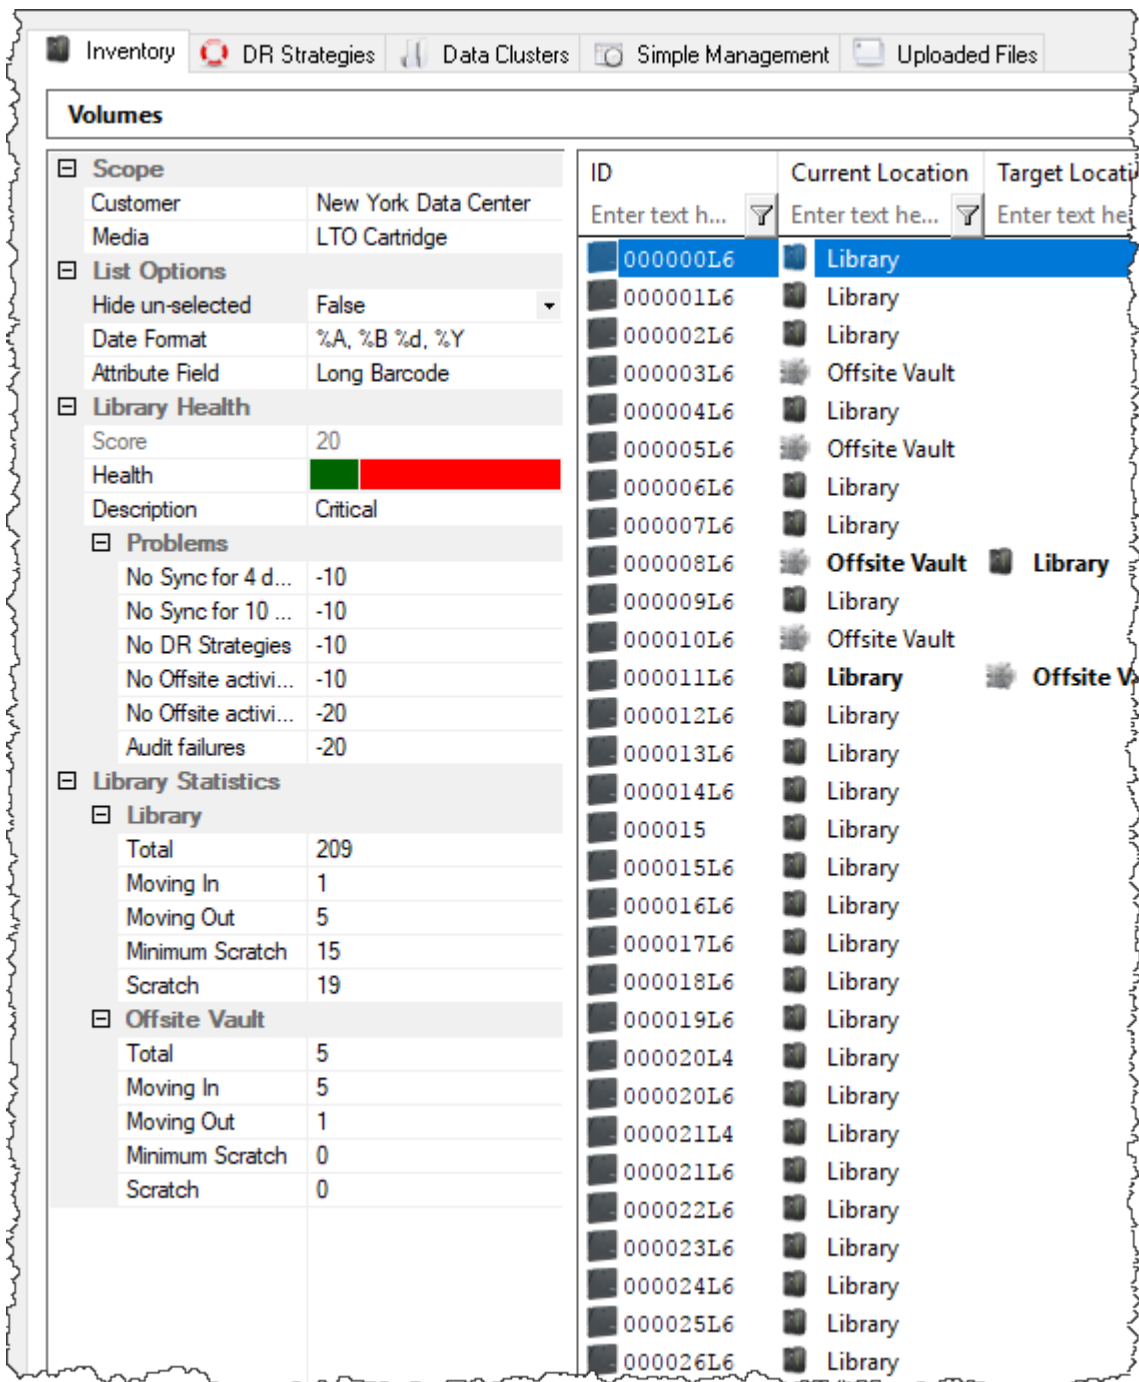 Inventory DR Strategies Data Clusters Simple Management Uploaded Files
Volumes
Scope
Customer New York Data Center
Media LTO Cartridge
List Options
Hide un-selected False
Date Format %A, %B %d, %Y
Attribute Field Long Barcode
Library Health
Score 20
Health
Description Critical
Problems
No Sync for 4 d... -10
No Sync for 10 ... -10
No DR Strategies -10
No Offsite activi... -10
No Offsite activi... -20
Audit failures -20
Library Statistics
Library
Total 209
Moving In 1
Moving Out 5
Minimum Scratch 15
Scratch 19
Offsite Vault
Total 5
Moving In 5
Moving Out 1
Minimum Scratch 0
Scratch 0
ID Current Location Target Locati
Enter text h... Enter text he... Enter text he
000000L6 Library
000001L6 Library
000002L6 Library
000003L6 Offsite Vault
000004L6 Library
000005L6 Offsite Vault
000006L6 Library
000007L6 Library
000008L6 Offsite Vault Library
000009L6 Library
000010L6 Offsite Vault
000011L6 Library Offsite V
000012L6 Library
000013L6 Library
000014L6 Library
000015 Library
000015L6 Library
000016L6 Library
000017L6 Library
000018L6 Library
000019L6 Library
000020L4 Library
000020L6 Library
000021L4 Library
000021L6 Library
000022L6 Library
000023L6 Library
000024L6 Library
000025L6 Library
000026L6 Library